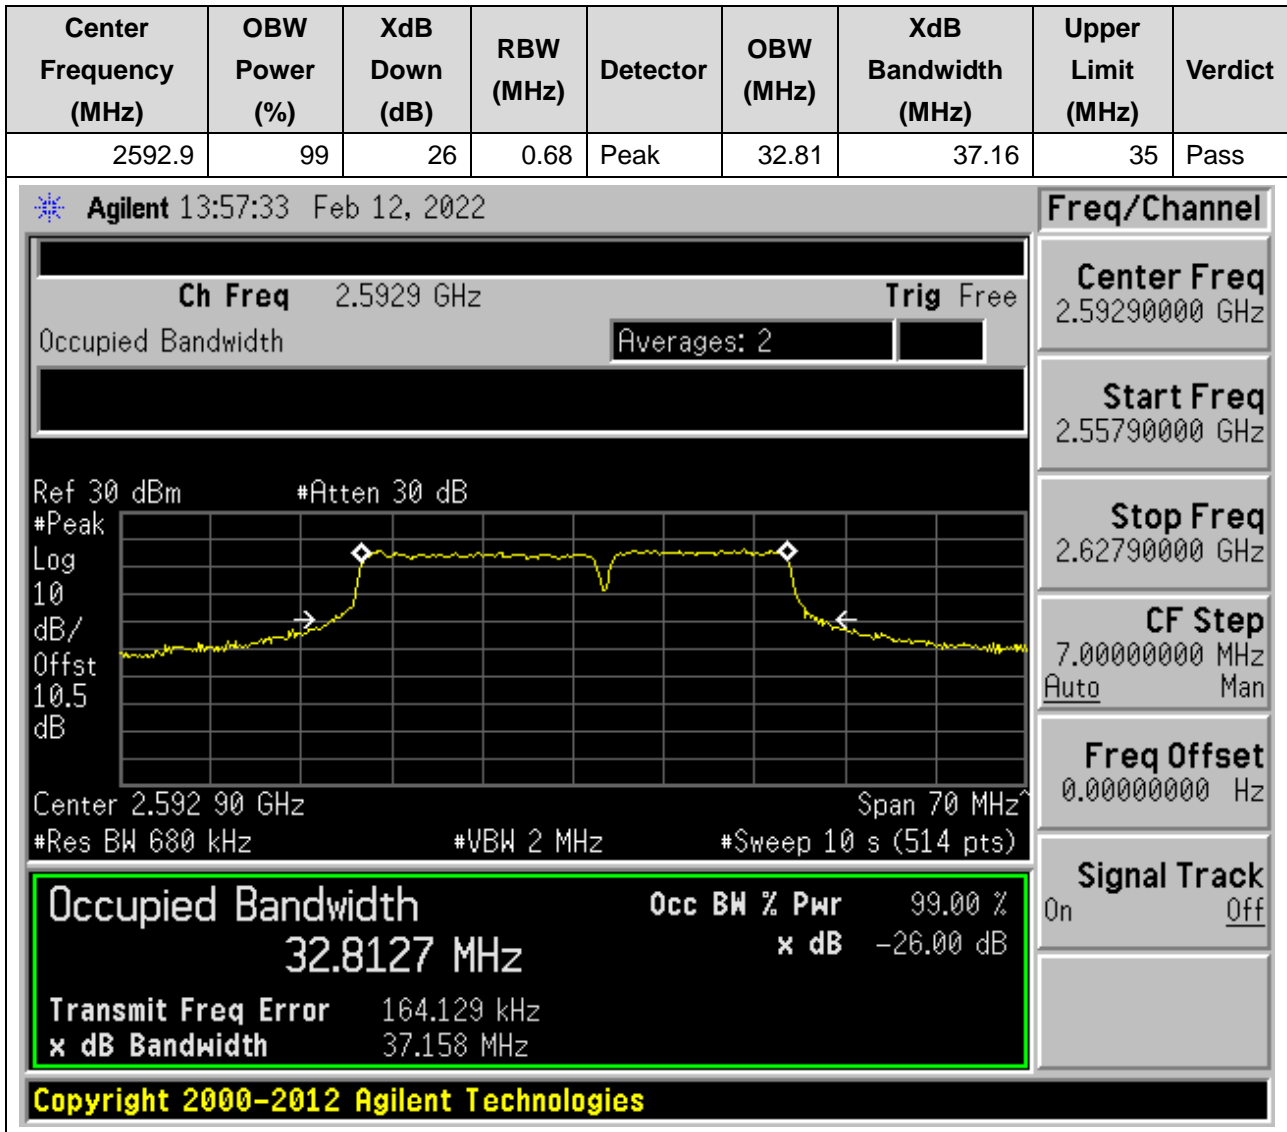 Center Frequency (MHz) OBW Power (%) XdB Down (dB) RBW (MHz) Detector OBW (MHz) XdB Bandwidth (MHz) Upper Limit (MHz) Verdict
2592.9 99 26 0.68 Peak 32.81 37.16 35 Pass
Agilent 13:57:33 Feb 12, 2022
Freq/Channel
Ch Freq 2.5929 GHz Trig Free
Occupied Bandwidth Averages: 2
Ref 30 dBm #Atten 30 dB
#Peak
Log
10
dB/
Offst
10.5
dB
Center 2.592 90 GHz Span 70 MHz^
#Res BW 680 kHz #VBW 2 MHz #Sweep 10 s (514 pts)
Occupied Bandwidth Occ BW % Pwr 99.00 %
32.8127 MHz x dB -26.00 dB
Transmit Freq Error 164.129 kHz
x dB Bandwidth 37.158 MHz
Center Freq
2.59290000 GHz
Start Freq
2.55790000 GHz
Stop Freq
2.62790000 GHz
CF Step
7.00000000 MHz
Auto Man
Freq Offset
0.00000000 Hz
Signal Track
On Off
Copyright 2000-2012 Agilent Technologies